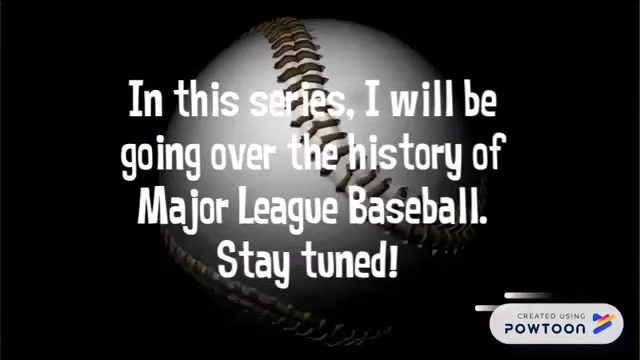 In this series, I will be
going over the history of
Major League Baseball.
Stay tuned!
CREATED USING
POWTOON